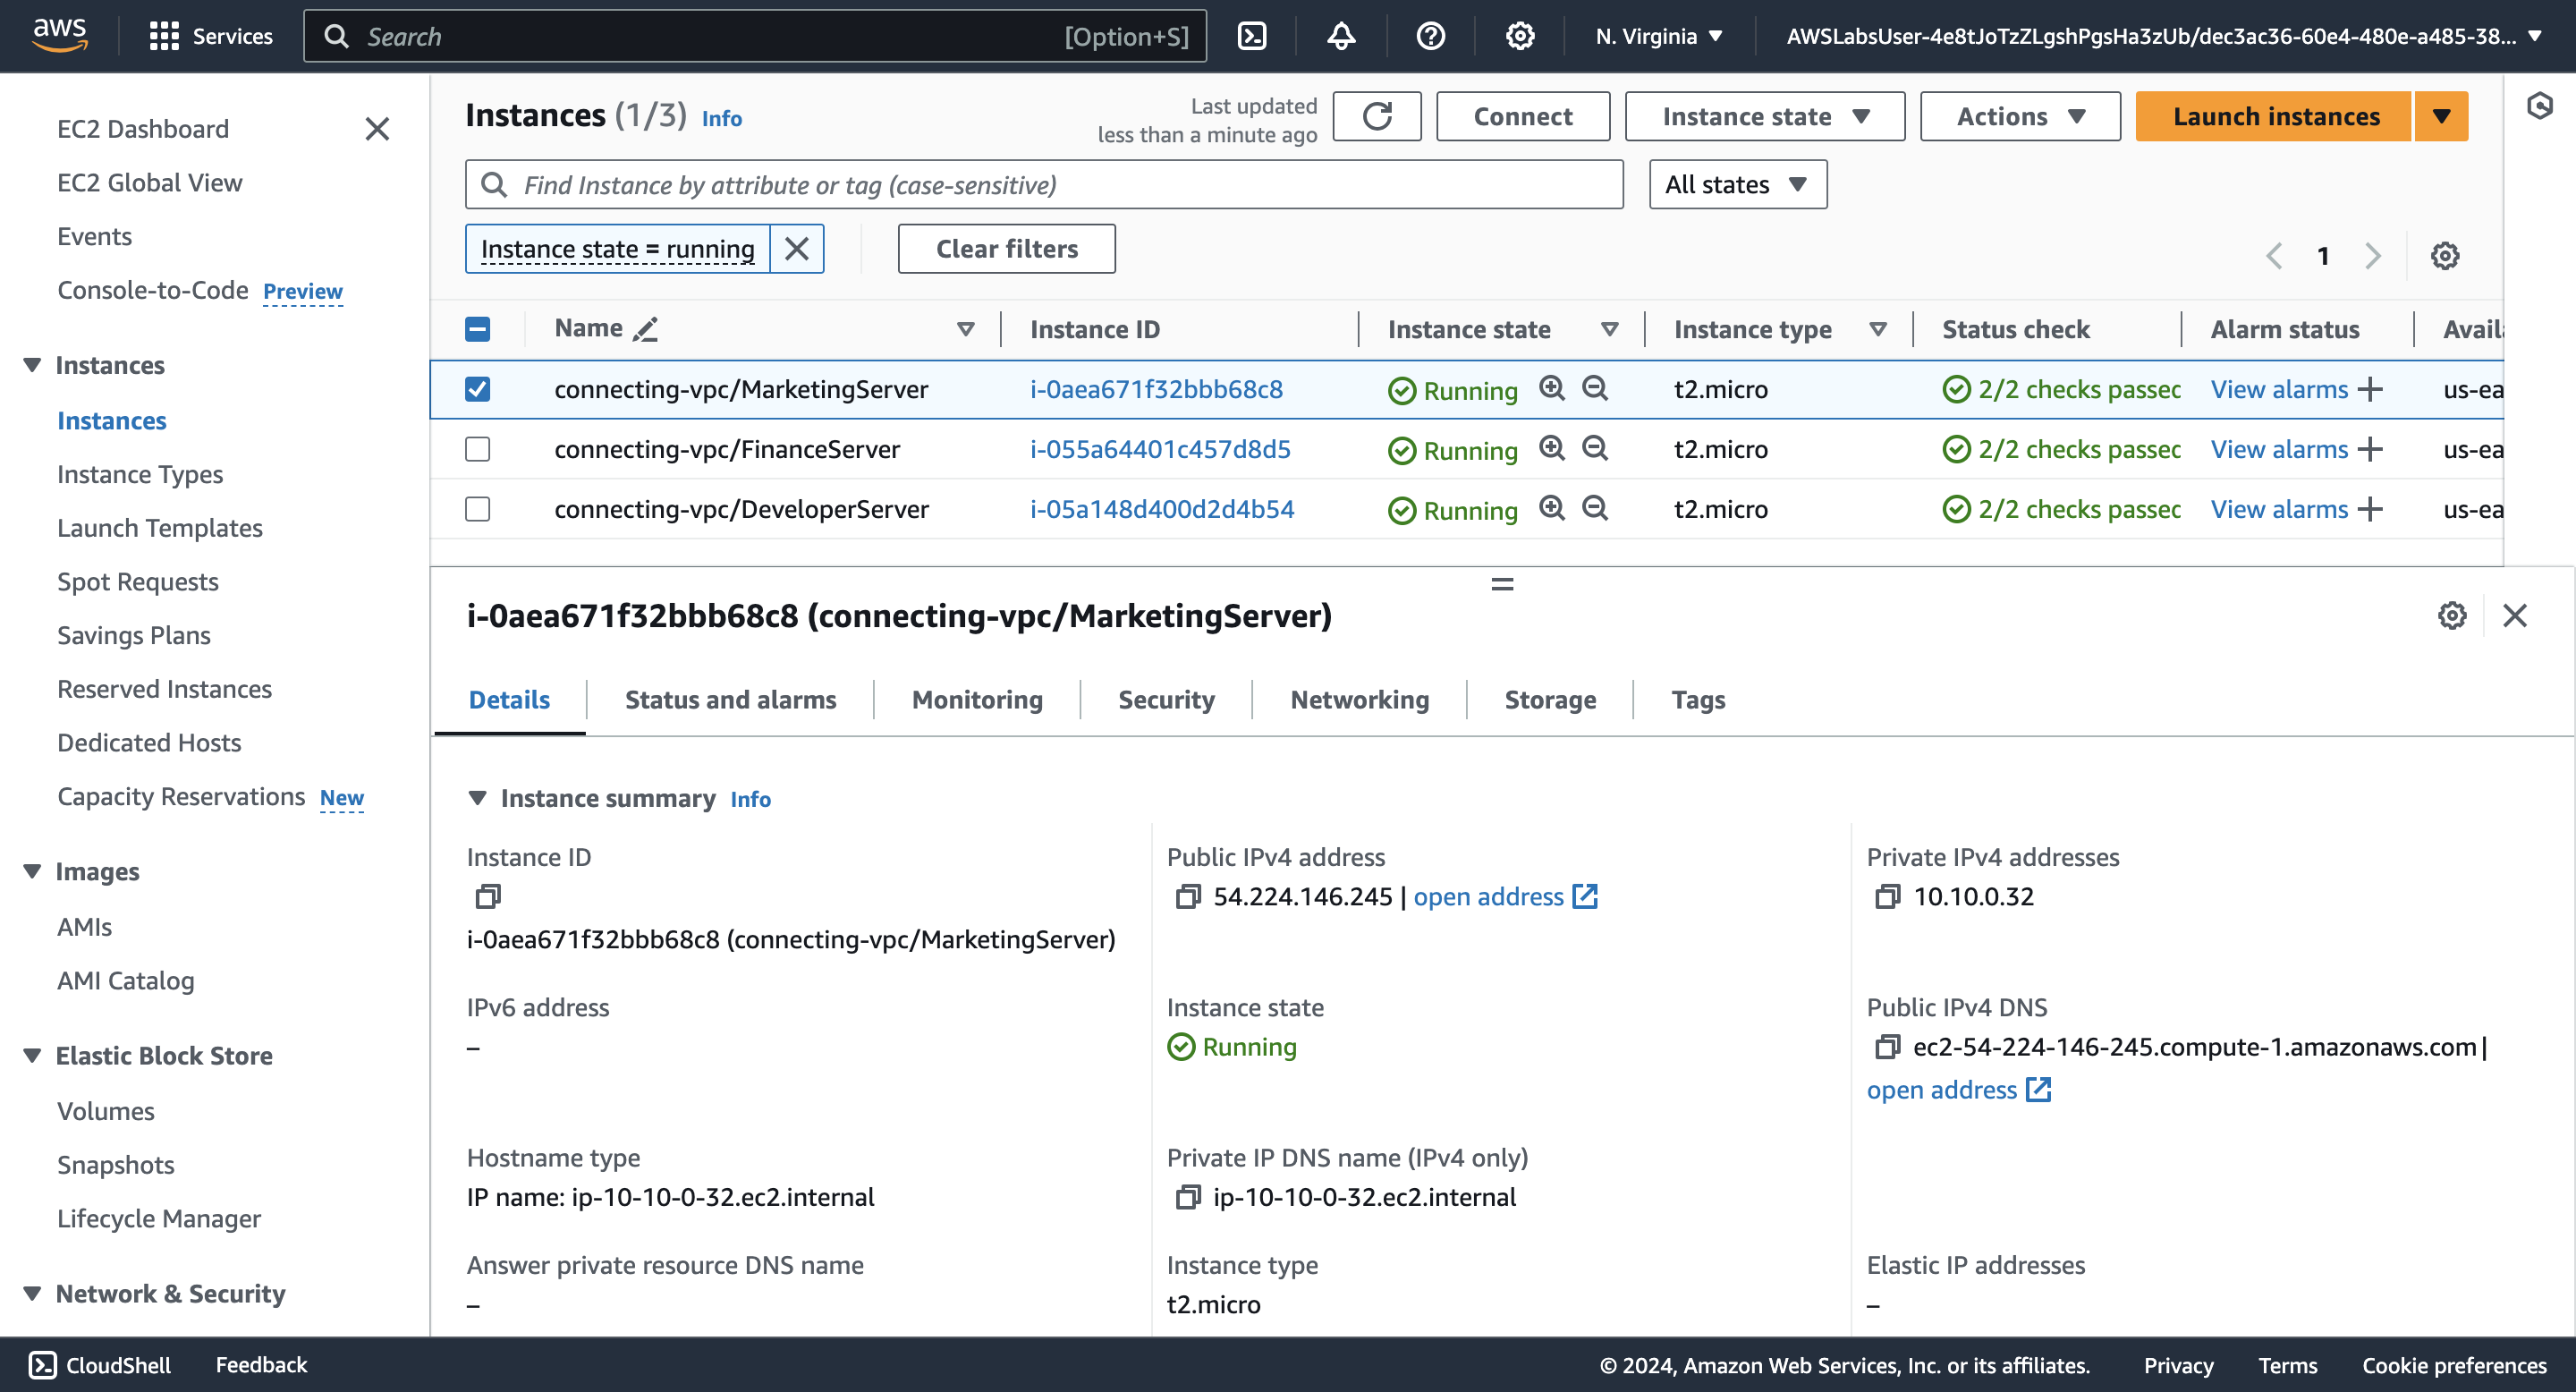 aws
Services
Search
[Option+S]
N. Virginia
AWSLabsUser-4e8tJoTzZLgshPgsHa3zUb/dec3ac36-60e4-480e-a485-38...
EC2 Dashboard
EC2 Global View
Events
Console-to-Code Preview
Instances
Instances
Instance Types
Launch Templates
Spot Requests
Savings Plans
Reserved Instances
Dedicated Hosts
Capacity Reservations New
Images
AMIs
AMI Catalog
Elastic Block Store
Volumes
Snapshots
Lifecycle Manager
Network & Security
Instances (1/3) Info
Last updated
less than a minute ago
Connect
Instance state
Actions
Launch instances
Find Instance by attribute or tag (case-sensitive)
All states
Instance state = running
Clear filters
1
Name Instance ID Instance state Instance type Status check Alarm status Avail
connecting-vpc/MarketingServer i-0aea671f32bbb68c8 Running t2.micro 2/2 checks passed View alarms us-ea
connecting-vpc/FinanceServer i-055a64401c457d8d5 Running t2.micro 2/2 checks passed View alarms us-ea
connecting-vpc/DeveloperServer i-05a148d400d2d4b54 Running t2.micro 2/2 checks passed View alarms us-ea
i-0aea671f32bbb68c8 (connecting-vpc/MarketingServer)
Details Status and alarms Monitoring Security Networking Storage Tags
Instance summary Info
Instance ID
i-0aea671f32bbb68c8 (connecting-vpc/MarketingServer)
Public IPv4 address
54.224.146.245 | open address
Private IPv4 addresses
10.10.0.32
IPv6 address
–
Instance state
Running
Public IPv4 DNS
ec2-54-224-146-245.compute-1.amazonaws.com |
open address
Hostname type
IP name: ip-10-10-0-32.ec2.internal
Private IP DNS name (IPv4 only)
ip-10-10-0-32.ec2.internal
Answer private resource DNS name
–
Instance type
t2.micro
Elastic IP addresses
–
CloudShell
Feedback
© 2024, Amazon Web Services, Inc. or its affiliates.
Privacy
Terms
Cookie preferences